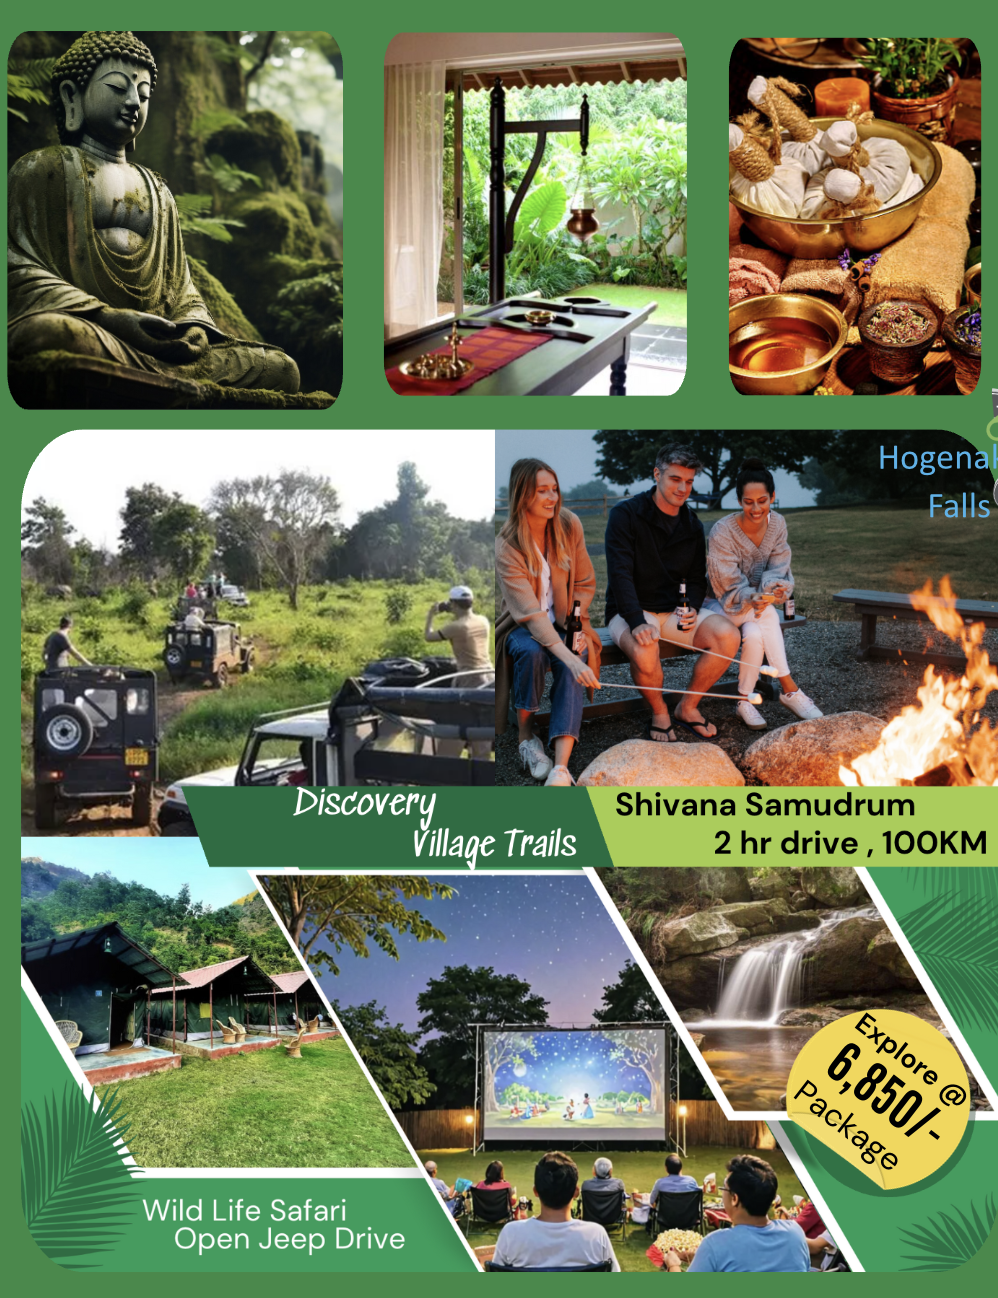 Hogenak
Falls
Discovery
Village Trails
Shivana Samudrum
2 hr drive , 100KM
Explore @
6,850/-
Package
Wild Life Safari
Open Jeep Drive